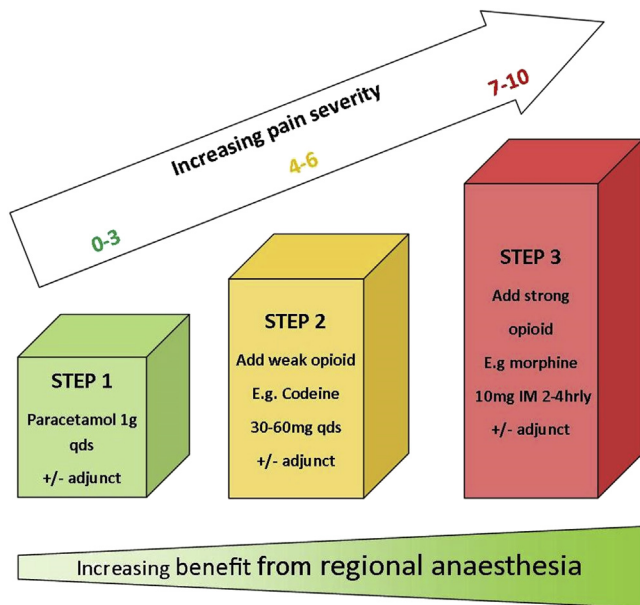 Increasing pain severity
0-3
4-6
7-10
STEP 1
Paracetamol 1g
qds
+/- adjunct
STEP 2
Add weak opioid
E.g. Codeine
30-60mg qds
+/- adjunct
STEP 3
Add strong
opioid
E.g morphine
10mg IM 2-4hrly
+/- adjunct
Increasing benefit from regional anaesthesia